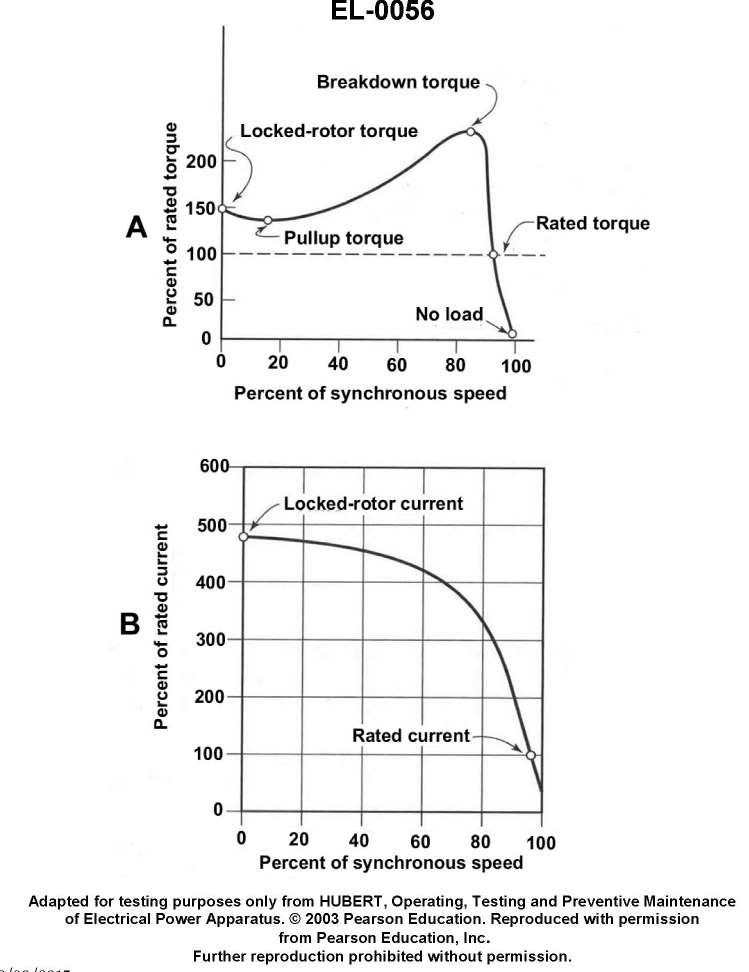 EL-0056
Breakdown torque
Locked-rotor torque
Percent of rated torque
200
150
100
50
0
A
Pullup torque
Rated torque
No load
0 20 40 60 80 100
Percent of synchronous speed
600
500
400
300
200
100
0
Locked-rotor current
Percent of rated current
B
Rated current
0 20 40 60 80 100
Percent of synchronous speed
Adapted for testing purposes only from HUBERT, Operating, Testing and Preventive Maintenance
of Electrical Power Apparatus. © 2003 Pearson Education. Reproduced with permission
from Pearson Education, Inc.
Further reproduction prohibited without permission.